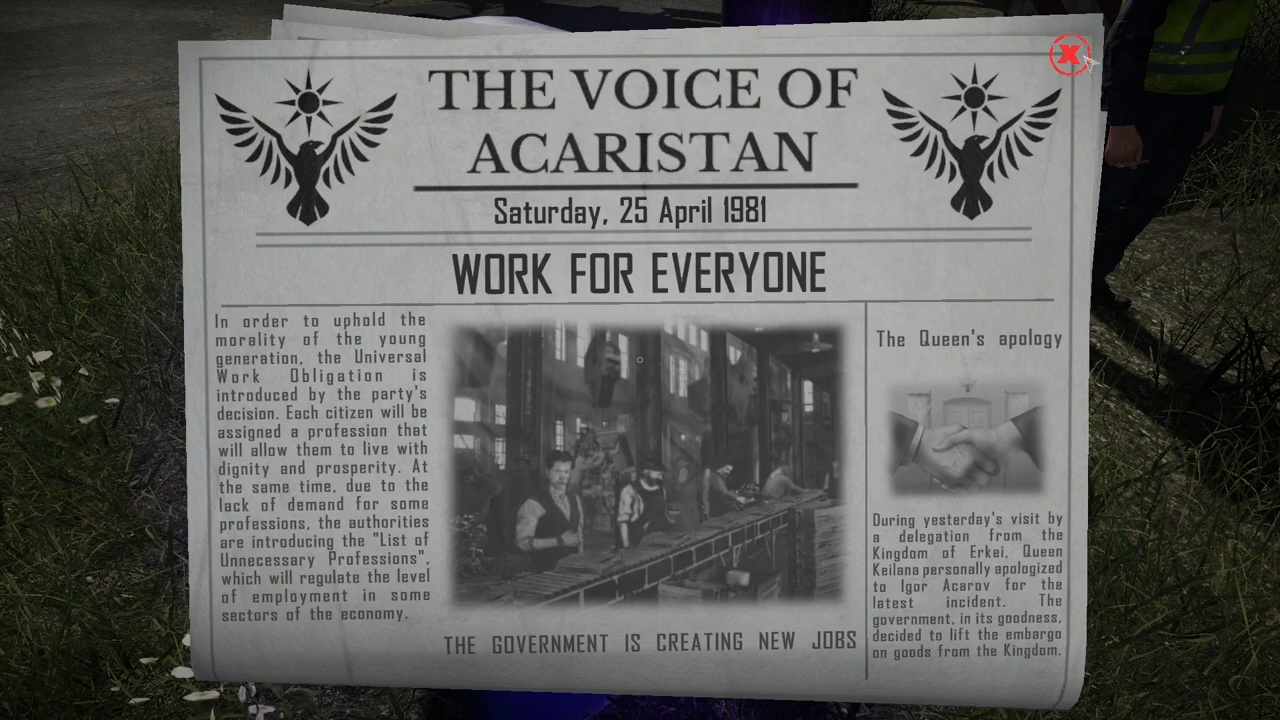 THE VOICE OF
ACARISTAN
Saturday, 25 April 1981
WORK FOR EVERYONE
In order to uphold the
morality of the young
generation, the Universal
Work Obligation is
introduced by the party's
decision. Each citizen will be
assigned a profession that
will allow them to live with
dignity and prosperity. At
the same time, due to the
lack of demand for some
professions, the authorities
are introducing the "List of
Unnecessary Professions",
which will regulate the level
of employment in some
sectors of the economy.
THE GOVERNMENT IS CREATING NEW JOBS
The Queen's apology
During yesterday's visit by
a delegation from the
Kingdom of Erkei, Queen
Keilana personally apologized
to Igor Acarov for the
latest incident. The
government, in its goodness,
decided to lift the embargo
on goods from the Kingdom.
X